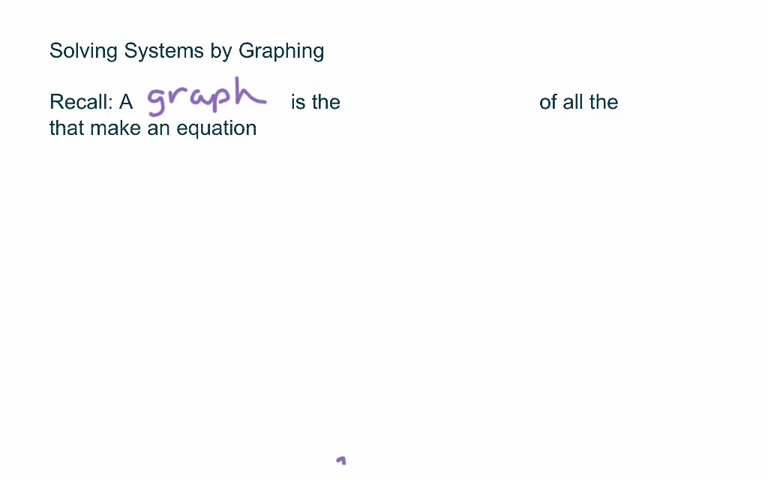 Solving Systems by Graphing
Recall: A graph is the of all the
that make an equation